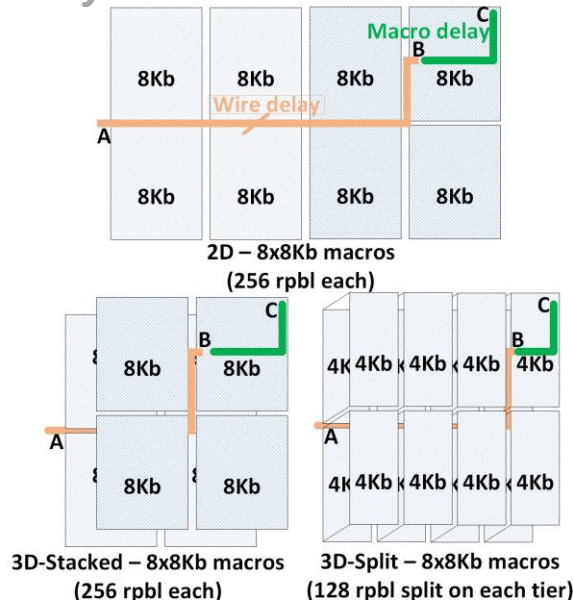 C
Macro delay
B
8Kb 8Kb 8Kb 8Kb
Wire delay
A
8Kb 8Kb 8Kb 8Kb
2D – 8x8Kb macros
(256 rpbl each)
C
B
8Kb 8Kb
A
8Kb 8Kb
3D-Stacked – 8x8Kb macros
(256 rpbl each)
C
B
4K 4Kb 4Kb 4Kb 4Kb
A
4K 4Kb 4Kb 4Kb 4Kb
3D-Split – 8x8Kb macros
(128 rpbl split on each tier)